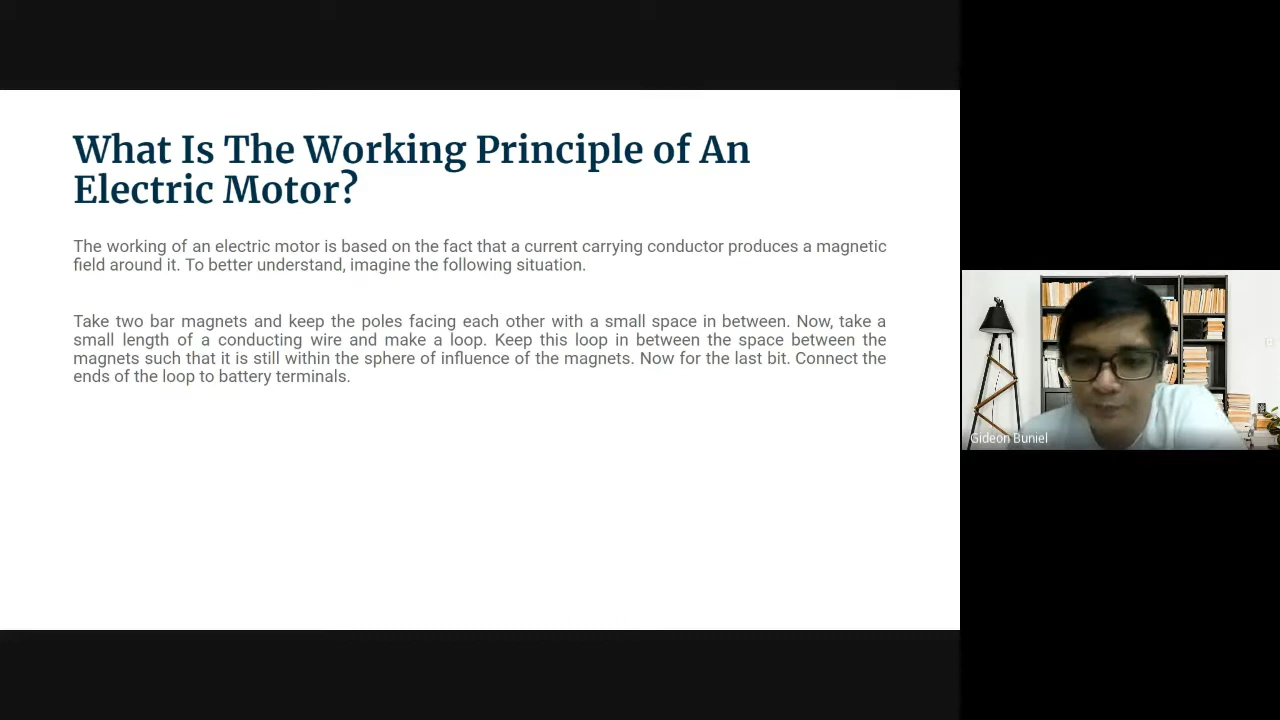 What Is The Working Principle of An
Electric Motor?
The working of an electric motor is based on the fact that a current carrying conductor produces a magnetic
field around it. To better understand, imagine the following situation.
Take two bar magnets and keep the poles facing each other with a small space in between. Now, take a
small length of a conducting wire and make a loop. Keep this loop in between the space between the
magnets such that it is still within the sphere of influence of the magnets. Now for the last bit. Connect the
ends of the loop to battery terminals.
Gideon Buniel